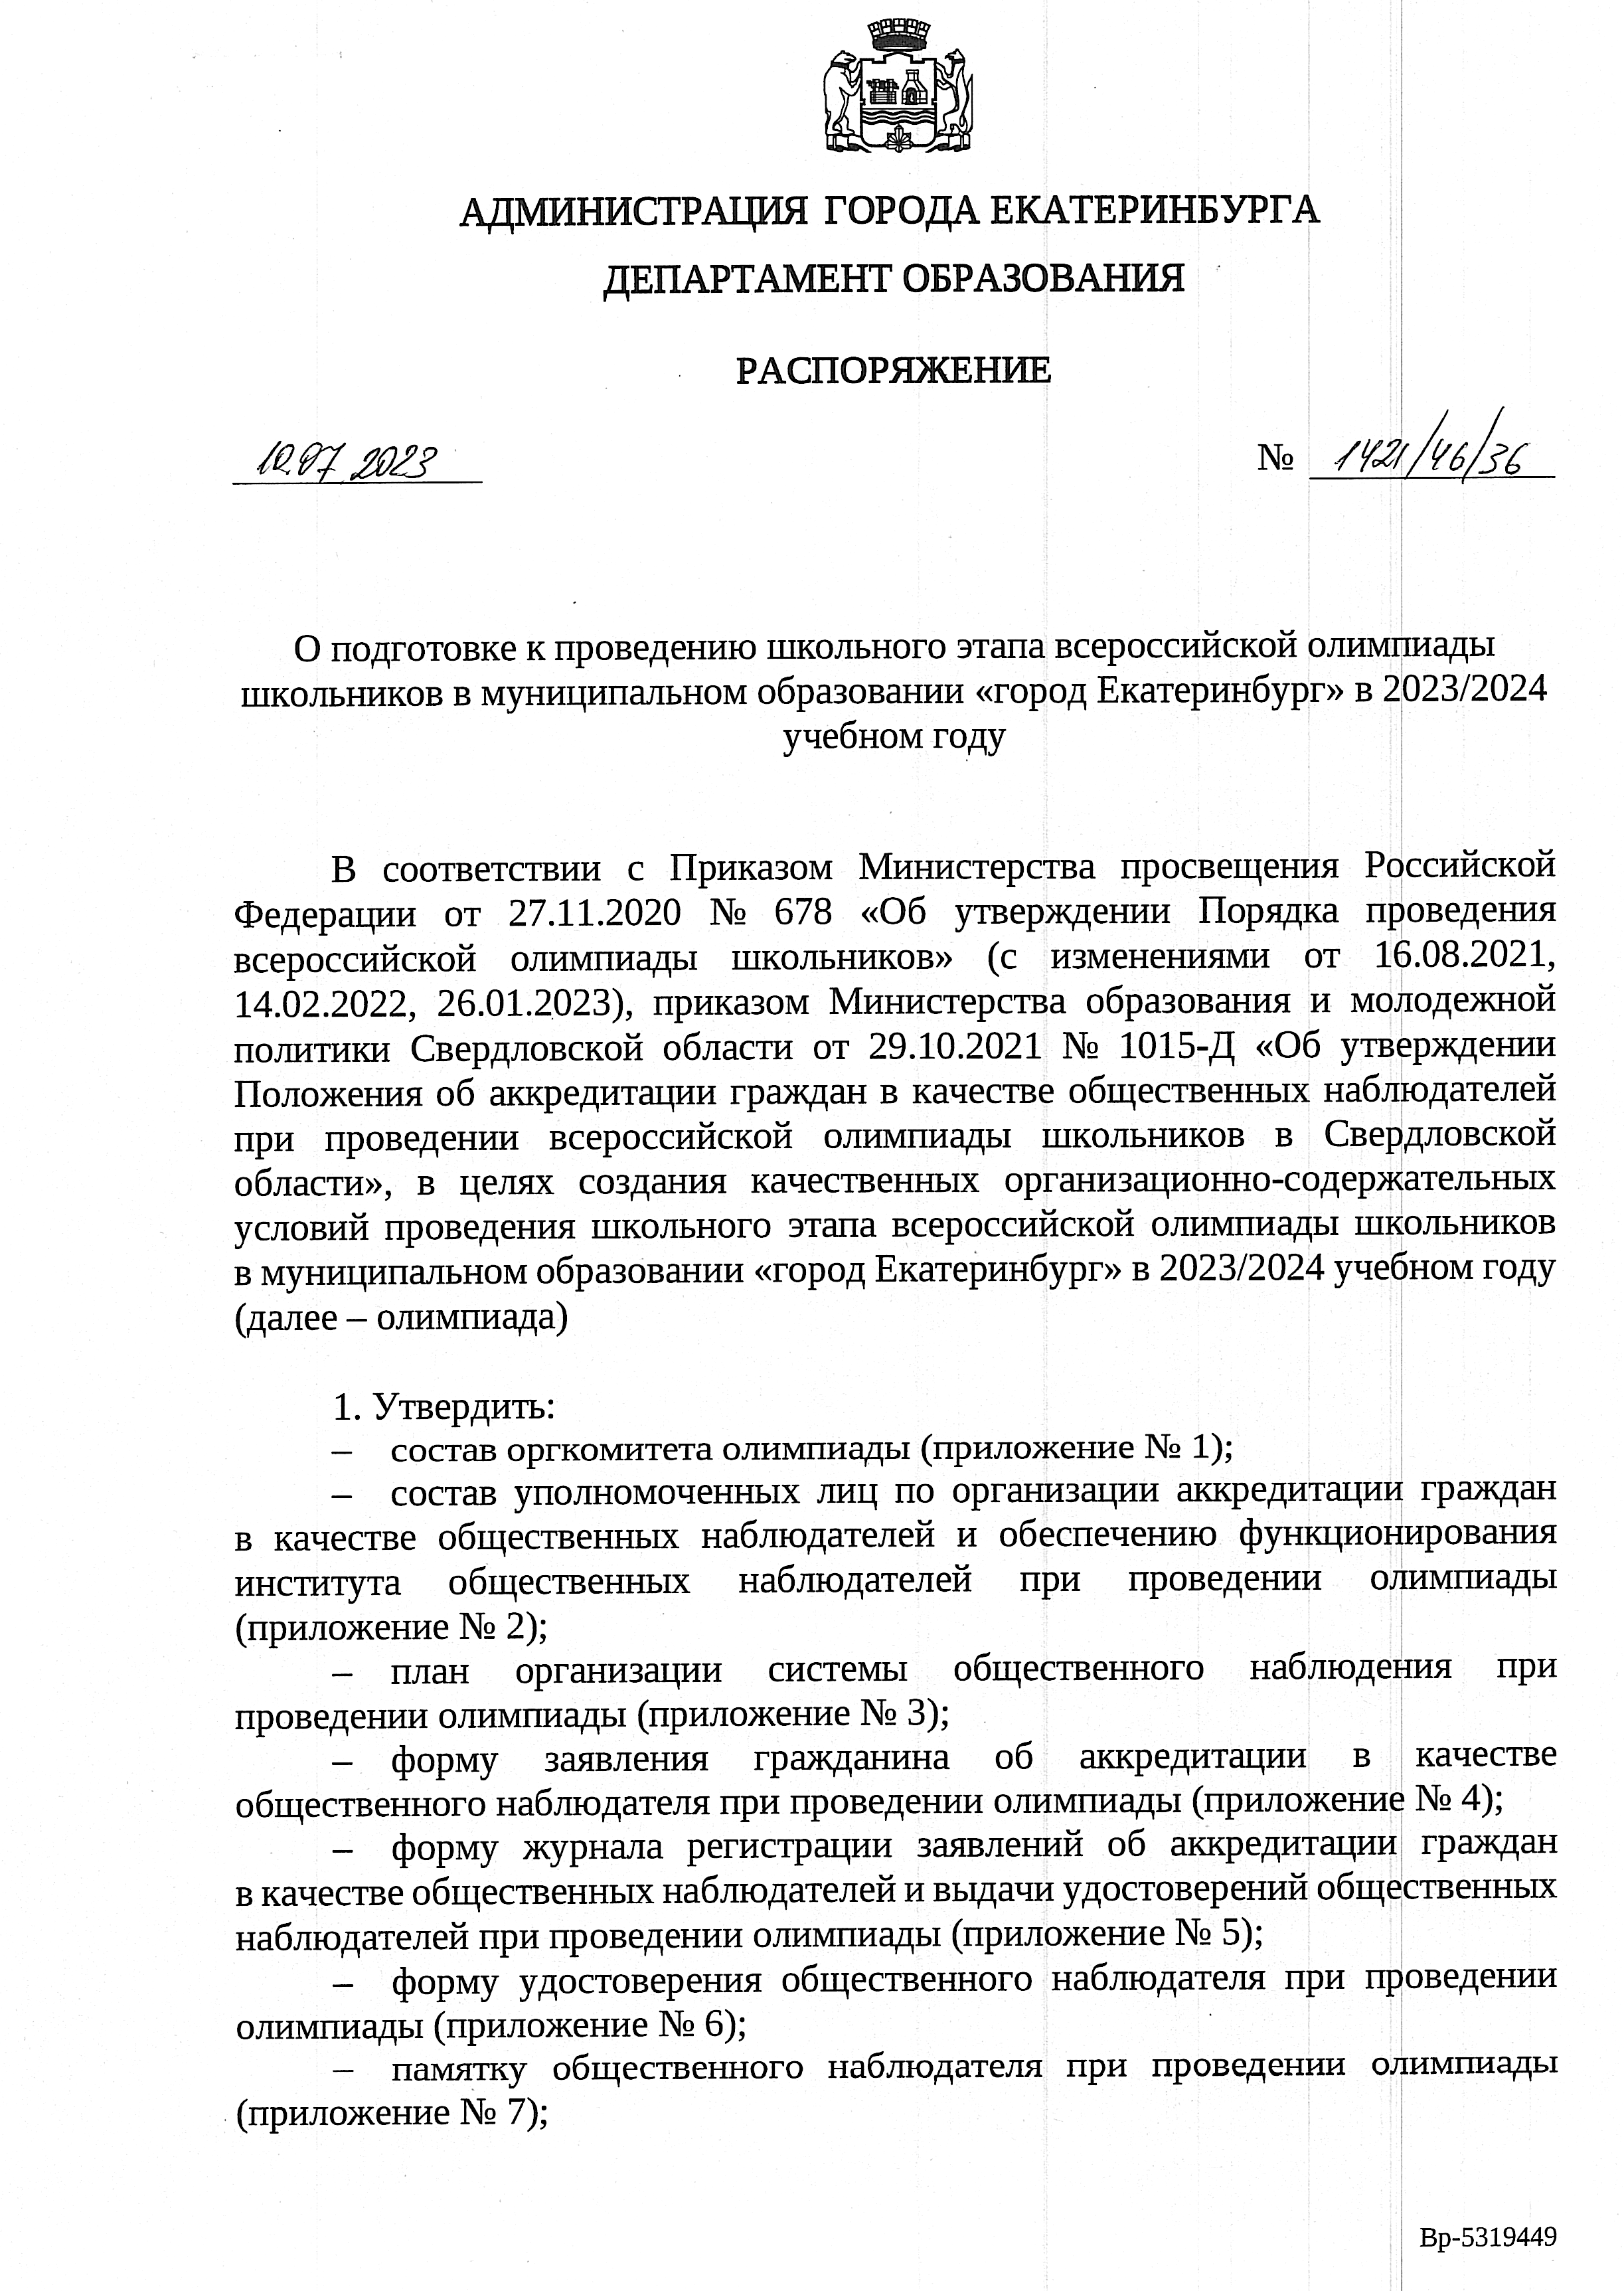 АДМИНИСТРАЦИЯ ГОРОДА ЕКАТЕРИНБУРГА
ДЕПАРТАМЕНТ ОБРАЗОВАНИЯ
РАСПОРЯЖЕНИЕ
10.07.2023 № 1421/46/36
О подготовке к проведению школьного этапа всероссийской олимпиады
школьников в муниципальном образовании «город Екатеринбург» в 2023/2024
учебном году
В соответствии с Приказом Министерства просвещения Российской
Федерации от 27.11.2020 № 678 «Об утверждении Порядка проведения
всероссийской олимпиады школьников» (с изменениями от 16.08.2021,
14.02.2022, 26.01.2023), приказом Министерства образования и молодежной
политики Свердловской области от 29.10.2021 № 1015-Д «Об утверждении
Положения об аккредитации граждан в качестве общественных наблюдателей
при проведении всероссийской олимпиады школьников в Свердловской
области», в целях создания качественных организационно-содержательных
условий проведения школьного этапа всероссийской олимпиады школьников
в муниципальном образовании «город Екатеринбург» в 2023/2024 учебном году
(далее – олимпиада)
1. Утвердить:
– состав оргкомитета олимпиады (приложение № 1);
– состав уполномоченных лиц по организации аккредитации граждан
в качестве общественных наблюдателей и обеспечению функционирования
института общественных наблюдателей при проведении олимпиады
(приложение № 2);
– план организации системы общественного наблюдения при
проведении олимпиады (приложение № 3);
– форму заявления гражданина об аккредитации в качестве
общественного наблюдателя при проведении олимпиады (приложение № 4);
– форму журнала регистрации заявлений об аккредитации граждан
в качестве общественных наблюдателей и выдачи удостоверений общественных
наблюдателей при проведении олимпиады (приложение № 5);
– форму удостоверения общественного наблюдателя при проведении
олимпиады (приложение № 6);
– памятку общественного наблюдателя при проведении олимпиады
(приложение № 7);
Вр-5319449